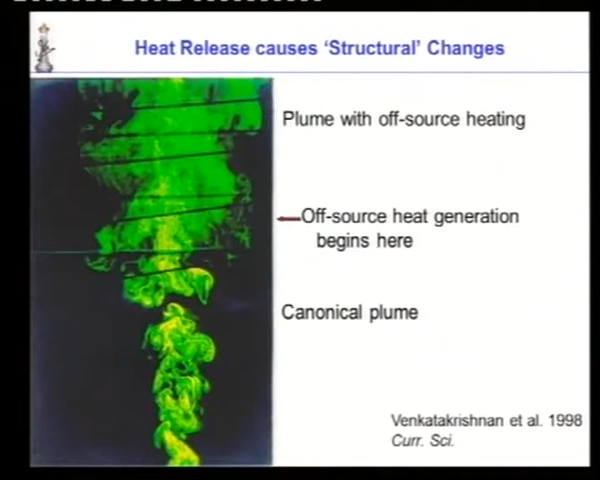 Heat Release causes ‘Structural’ Changes
Plume with off-source heating
Off-source heat generation
begins here
Canonical plume
Venkatakrishnan et al. 1998
Curr. Sci.